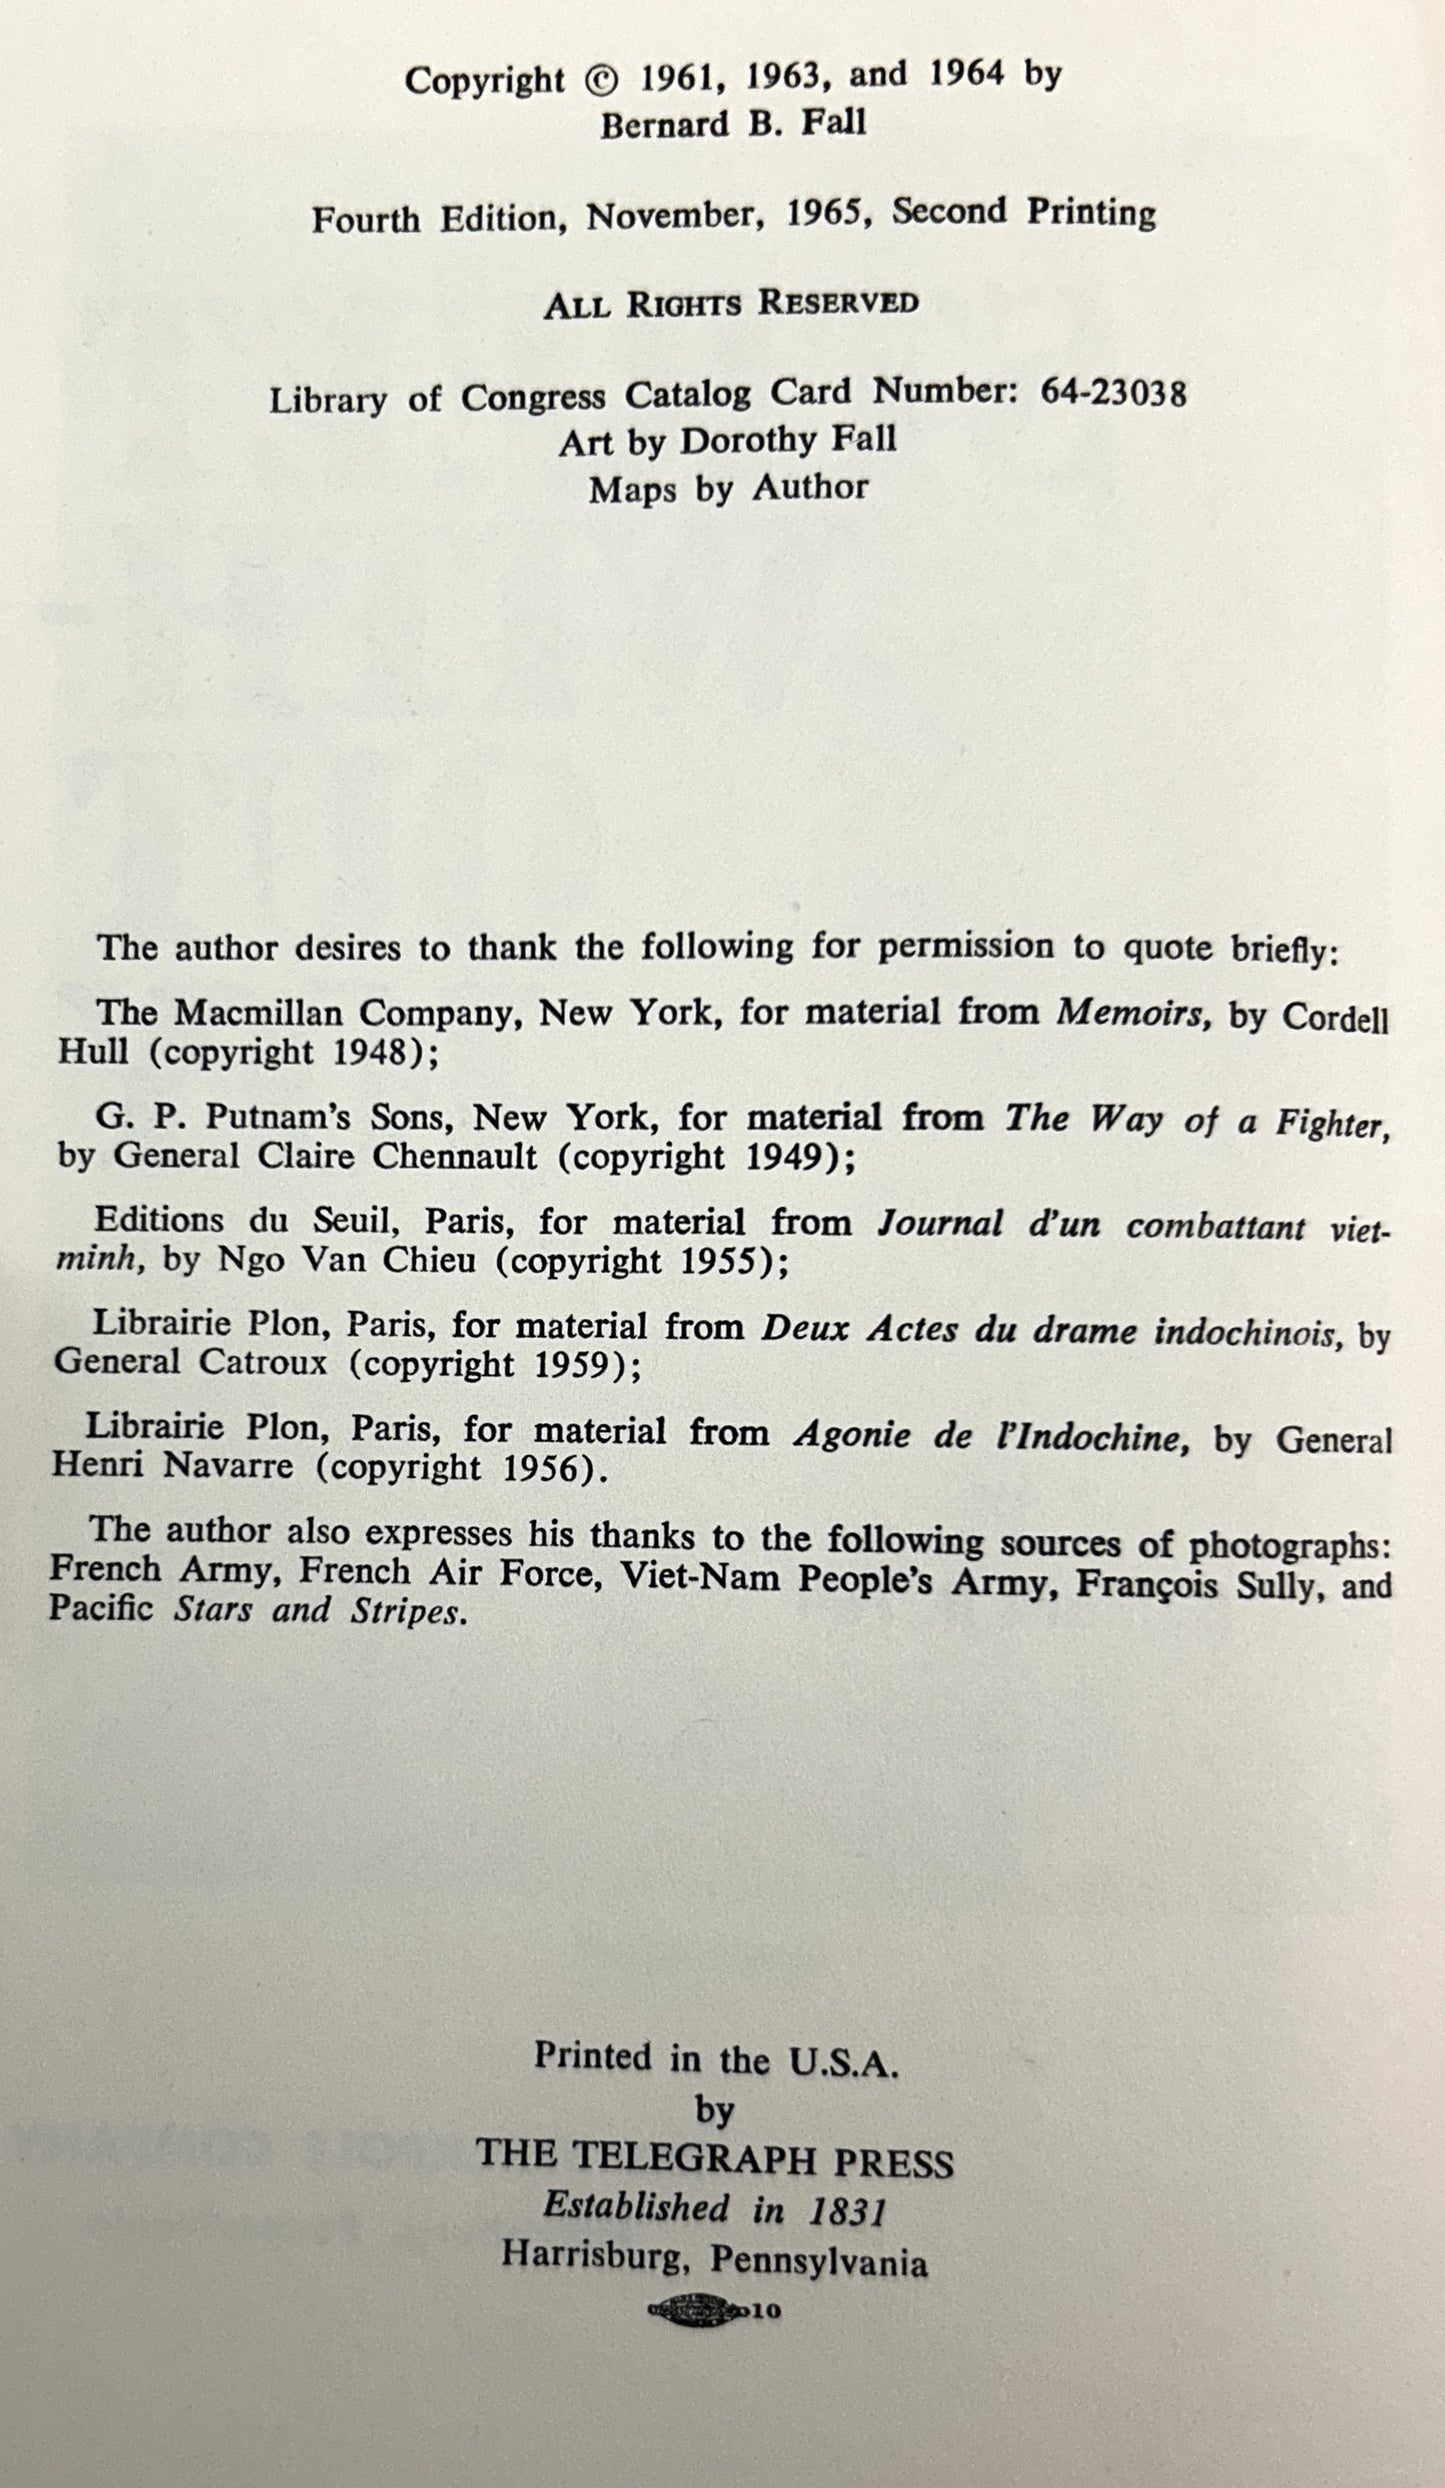 Copyright © 1961, 1963, and 1964 by
Bernard B. Fall
Fourth Edition, November, 1965, Second Printing
ALL RIGHTS RESERVED
Library of Congress Catalog Card Number: 64-23038
Art by Dorothy Fall
Maps by Author
The author desires to thank the following for permission to quote briefly:
The Macmillan Company, New York, for material from Memoirs, by Cordell
Hull (copyright 1948);
G. P. Putnam's Sons, New York, for material from The Way of a Fighter,
by General Claire Chennault (copyright 1949);
Editions du Seuil, Paris, for material from Journal d'un combattant viet-
minh, by Ngo Van Chieu (copyright 1955);
Librairie Plon, Paris, for material from Deux Actes du drame indochinois, by
General Catroux (copyright 1959);
Librairie Plon, Paris, for material from Agonie de l'Indochine, by General
Henri Navarre (copyright 1956).
The author also expresses his thanks to the following sources of photographs:
French Army, French Air Force, Viet-Nam People's Army, François Sully, and
Pacific Stars and Stripes.
Printed in the U.S.A.
by
THE TELEGRAPH PRESS
Established in 1831
Harrisburg, Pennsylvania
10